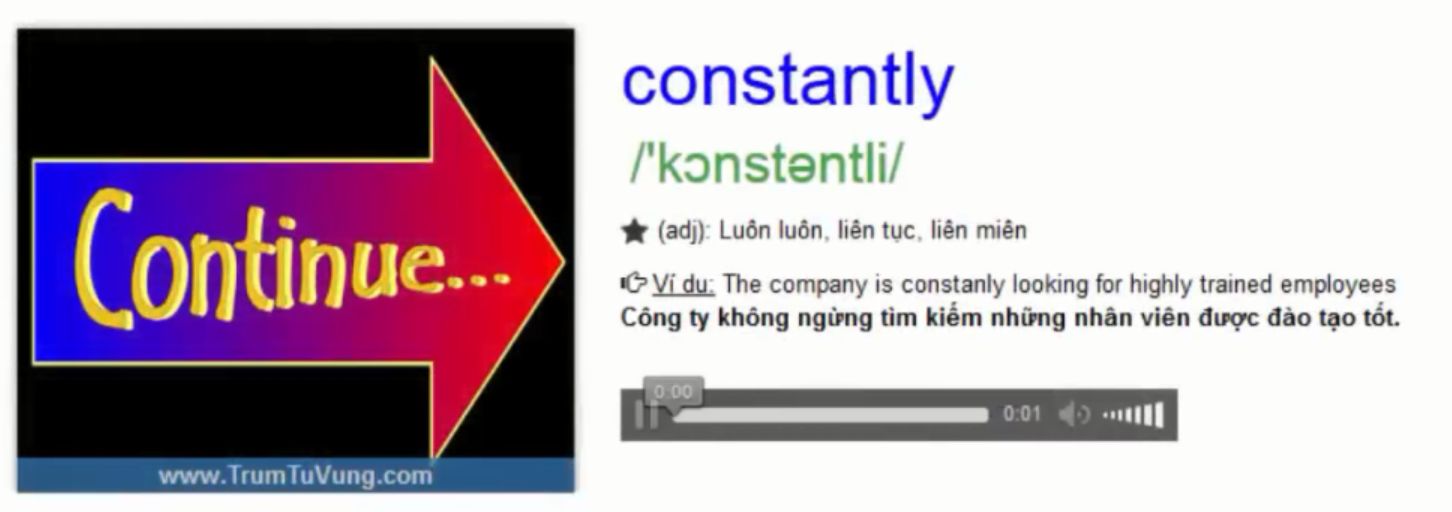 Continue...
www.TrumTuVung.com
constantly
/'kɔnstəntli/
(adj): Luôn luôn, liên tục, liên miên
Ví du: The company is constanly looking for highly trained employees
Công ty không ngừng tìm kiếm những nhân viên được đào tạo tốt.
0:00
0:01